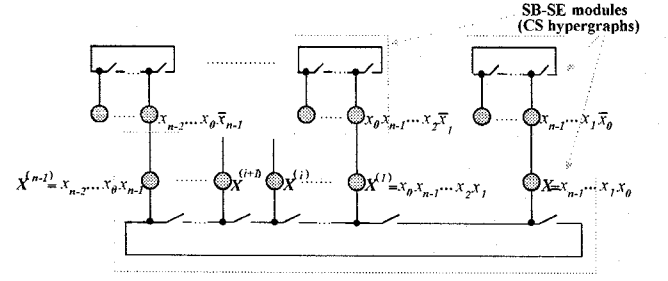 SB-SE modules
(CS hypergraphs)
x_{n-2}...x_0 x̄_{n-1}
x_0 x_{n-1}...x_2 x̄_1
x_{n-1}...x_1 x̄_0
X^{(n-1)}=x_{n-2}...x_0 x_{n-1}
X^{(i+1)}
X^{(i)}
X^{(1)}=x_0 x_{n-1}...x_2 x_1
X=x_{n-1}...x_1 x_0